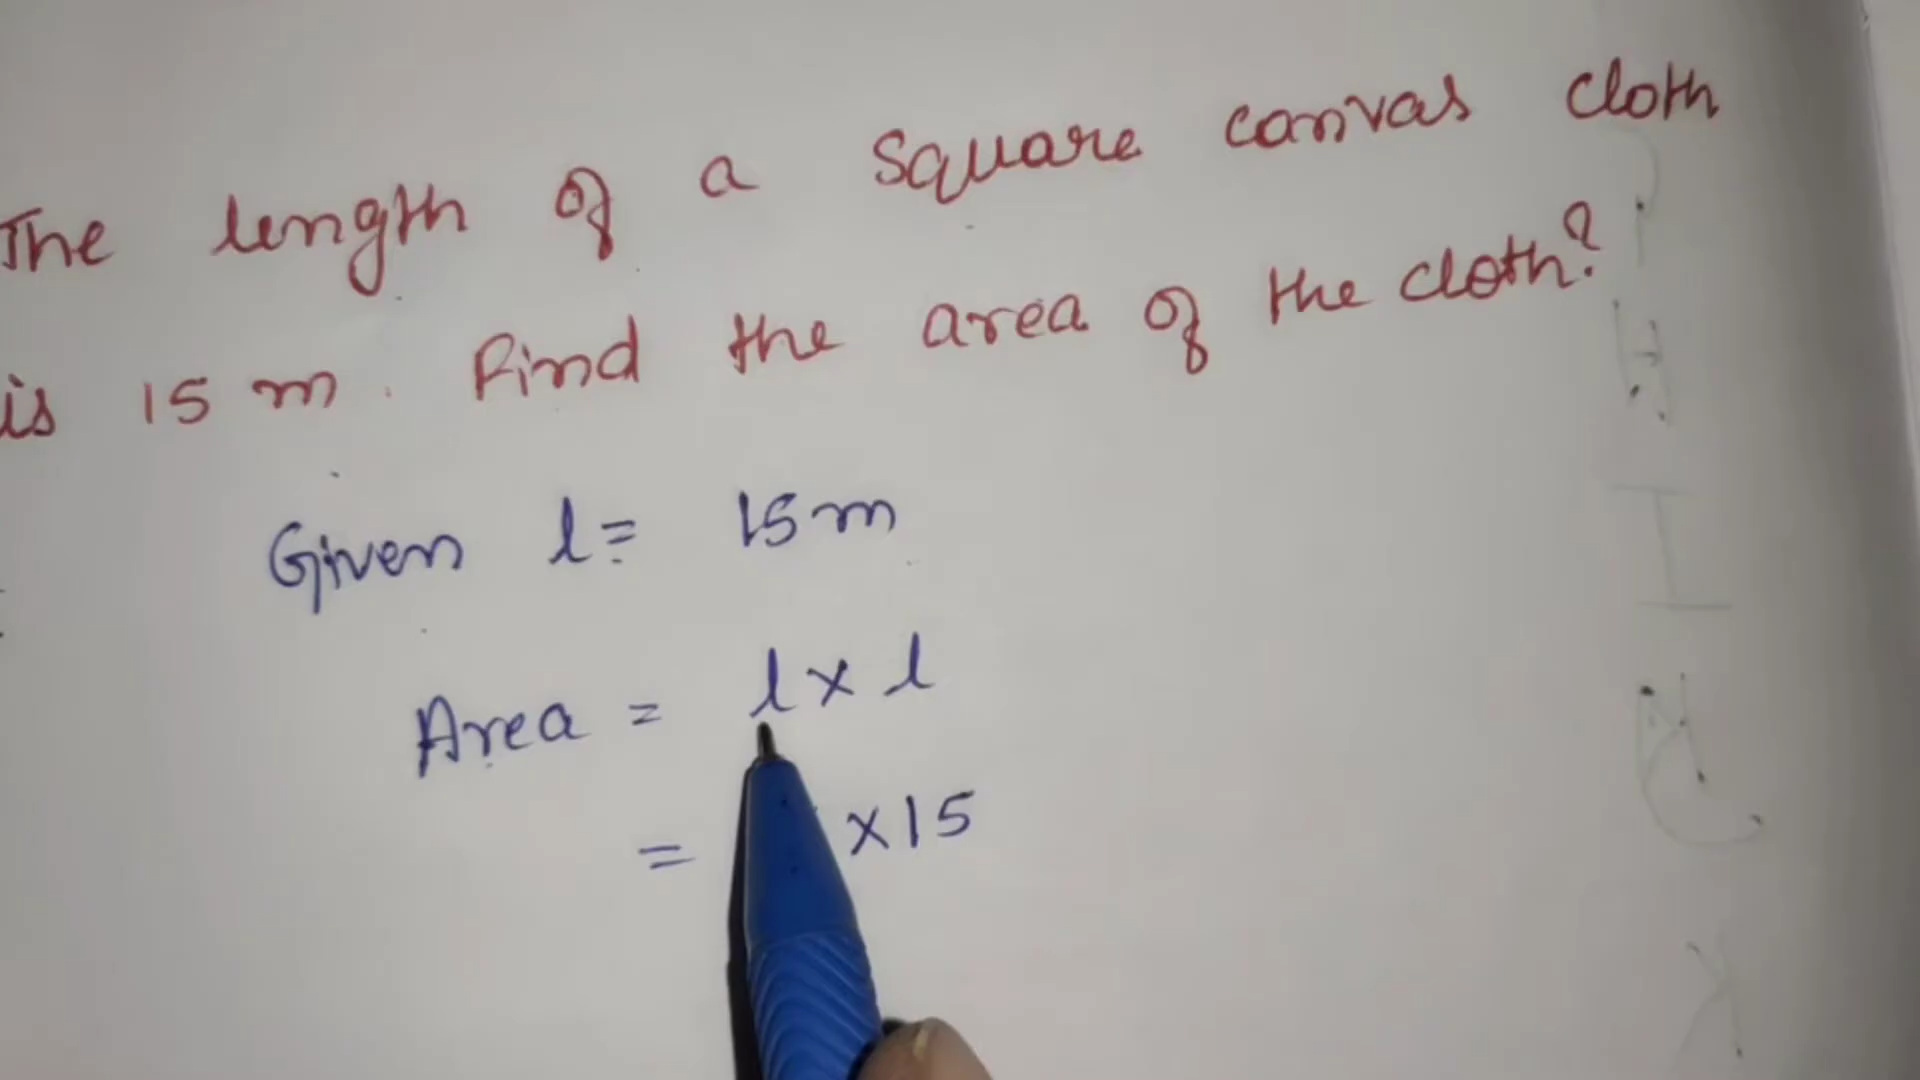 The length of a square canvas cloth
is 15 m. Find the area of the cloth?
Given l = 15 m
Area = l × l
= × 15